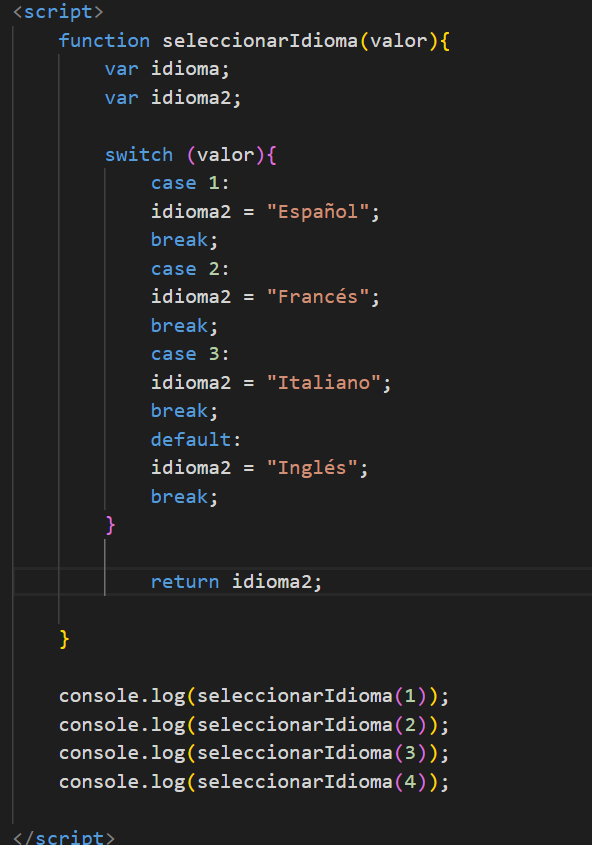 <script>
function seleccionarIdioma(valor){
var idioma;
var idioma2;
switch (valor){
case 1:
idioma2 = "Español";
break;
case 2:
idioma2 = "Francés";
break;
case 3:
idioma2 = "Italiano";
break;
default:
idioma2 = "Inglés";
break;
}
return idioma2;
}
console.log(seleccionarIdioma(1));
console.log(seleccionarIdioma(2));
console.log(seleccionarIdioma(3));
console.log(seleccionarIdioma(4));
</script>